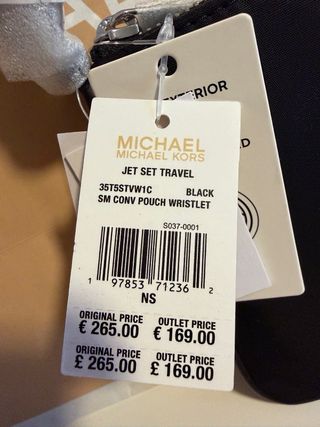 EXTERIOR
MICHAEL
MICHAEL KORS
JET SET TRAVEL
35T5STVW1C BLACK
SM CONV POUCH WRISTLET
S037-0001
1 97853 71236 2
NS
ORIGINAL PRICE OUTLET PRICE
€ 265.00 € 169.00
ORIGINAL PRICE OUTLET PRICE
£ 265.00 £ 169.00